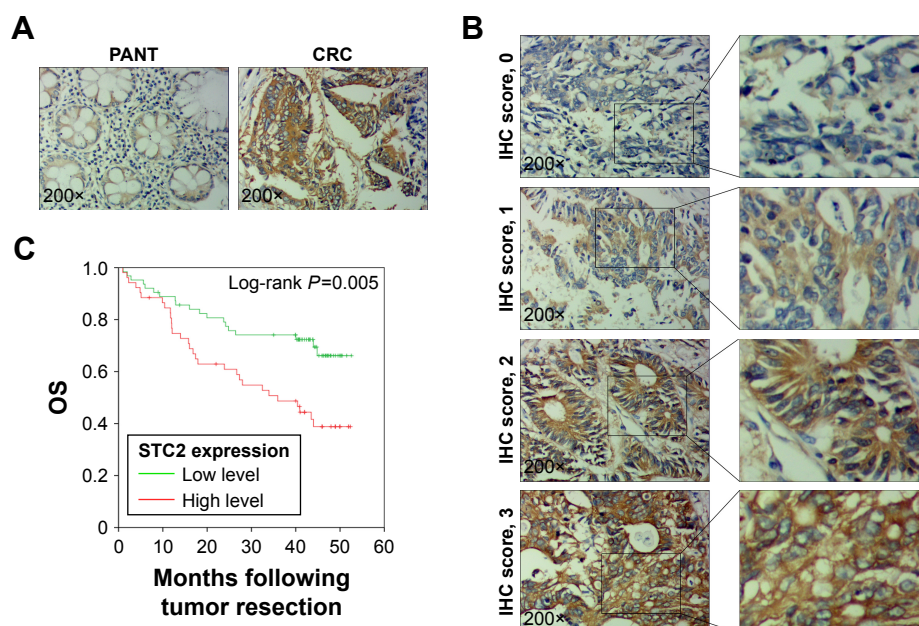 A
PANT
CRC
200×
200×
B
IHC score, 0
200×
IHC score, 1
200×
IHC score, 2
200×
IHC score, 3
200×
C
1.0
0.8
0.6
0.4
0.2
0
OS
Log-rank P=0.005
STC2 expression
Low level
High level
0 10 20 30 40 50 60
Months following
tumor resection